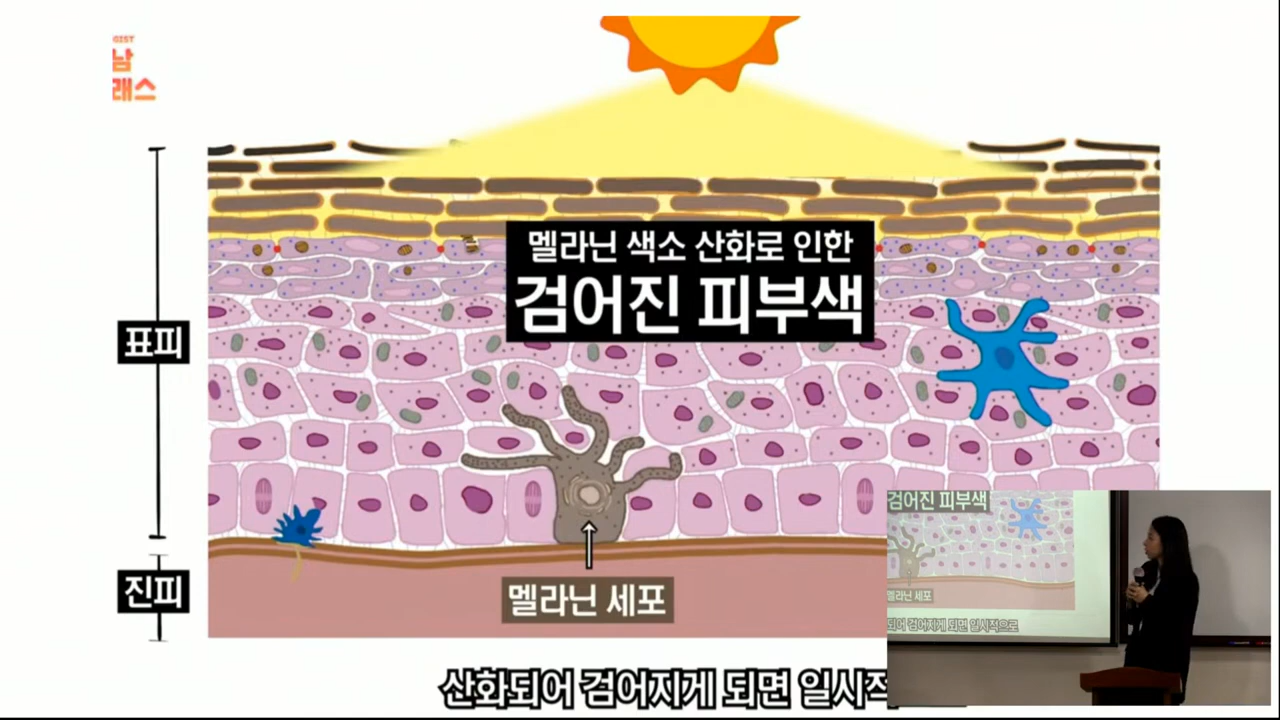 GIST
남
래스
멜라닌 색소 산화로 인한
검어진 피부색
표피
진피
멜라닌 세포
산화되어 검어지게 되면 일시적
검어진 피부색
멜라닌 세포
되어 검어지게 되면 일시적으로